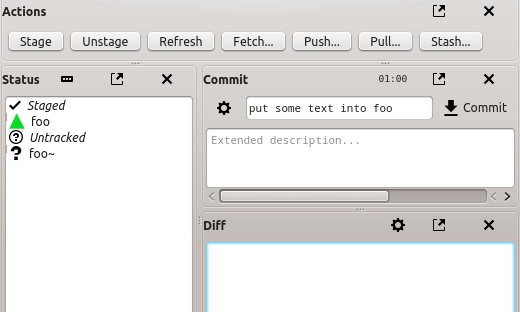 Actions
Stage Unstage Refresh Fetch... Push... Pull... Stash...
Status
Staged
foo
Untracked
foo~
Commit 01:00
put some text into foo Commit
Extended description...
Diff